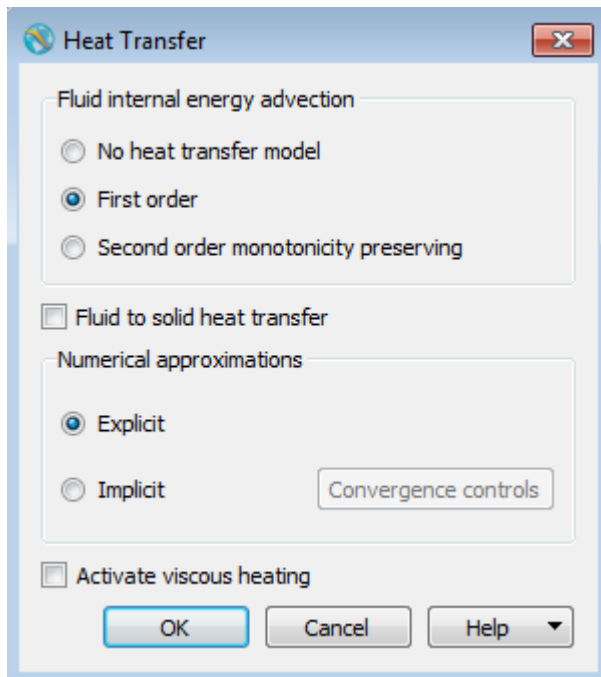 Heat Transfer
Fluid internal energy advection
No heat transfer model
First order
Second order monotonicity preserving
Fluid to solid heat transfer
Numerical approximations
Explicit
Implicit Convergence controls
Activate viscous heating
OK Cancel Help